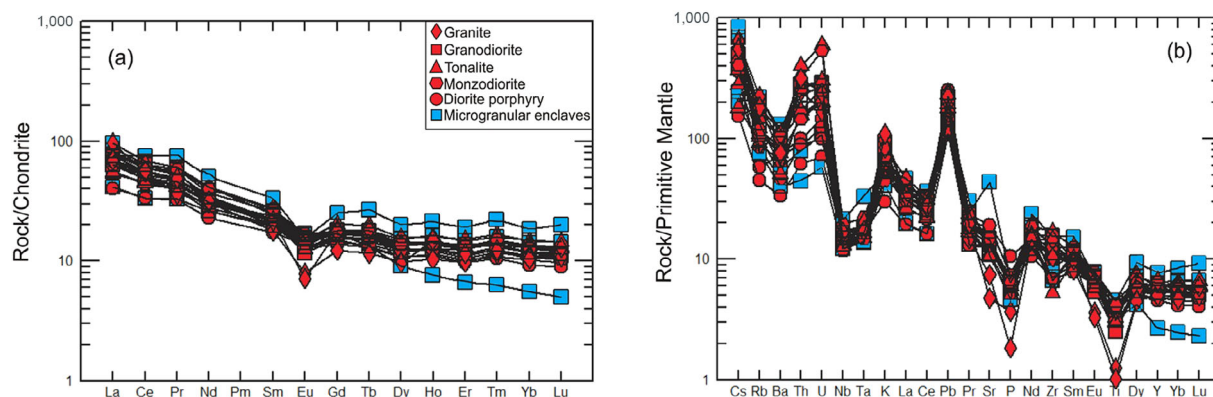 1,000
100
10
1
Rock/Chondrite
(a)
Granite
Granodiorite
Tonalite
Monzodiorite
Diorite porphyry
Microgranular enclaves
La Ce Pr Nd Pm Sm Eu Gd Tb Dy Ho Er Tm Yb Lu
1,000
100
10
1
Rock/Primitive Mantle
(b)
Cs Rb Ba Th U Nb Ta K La Ce Pb Pr Sr P Nd Zr Sm Eu Ti Dy Y Yb Lu